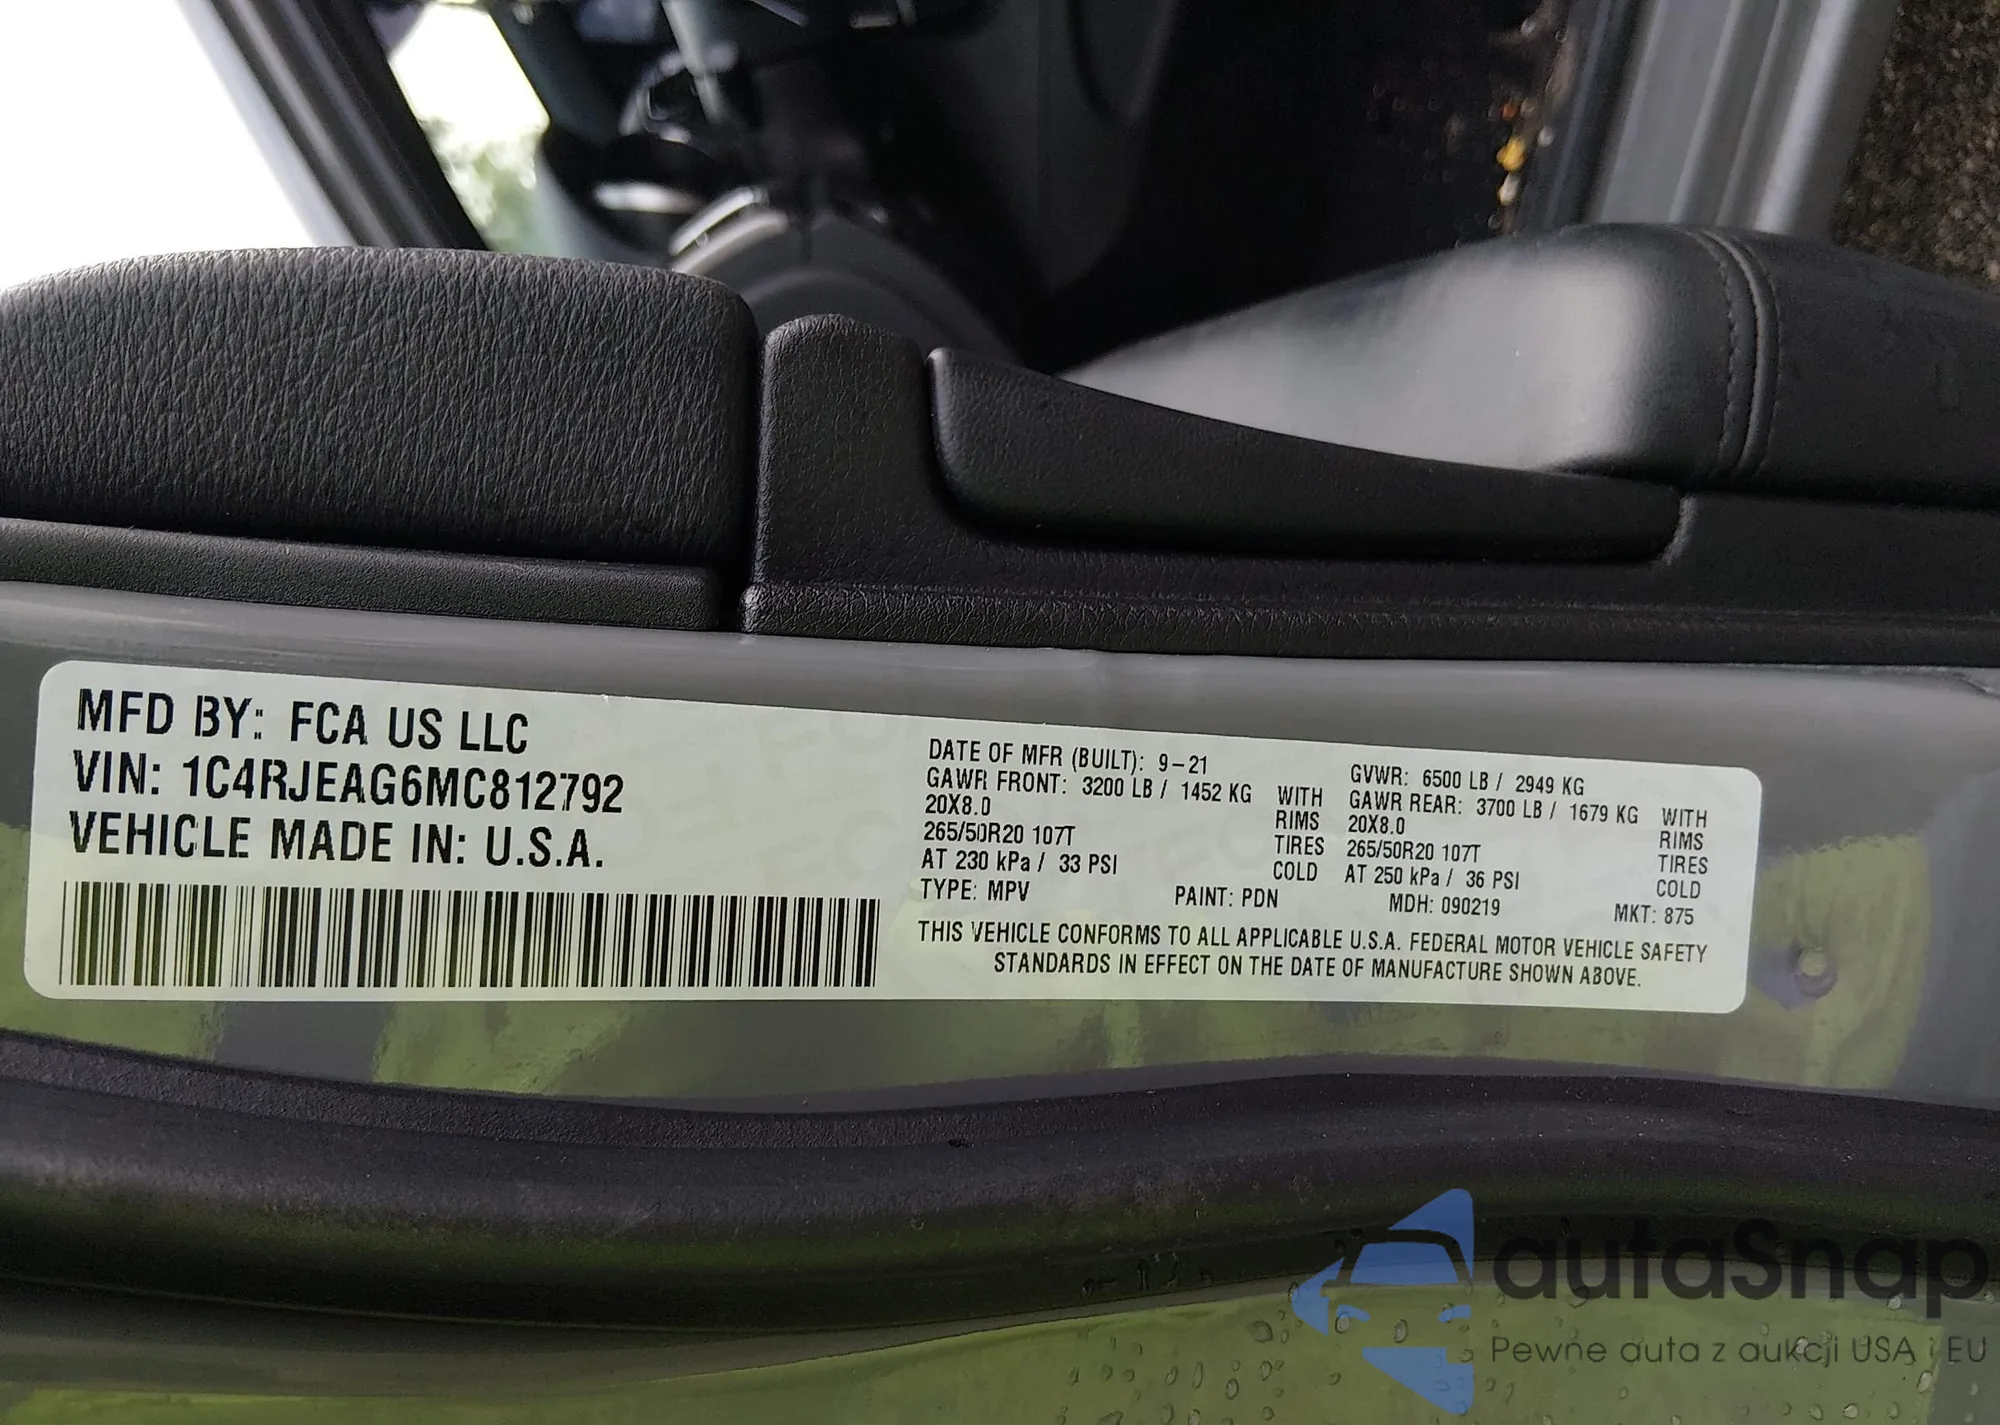 MFD BY: FCA US LLC
VIN: 1C4RJEAG6MC812792
VEHICLE MADE IN: U.S.A.
DATE OF MFR (BUILT): 9-21
GAWR FRONT: 3200 LB / 1452 KG WITH
20X8.0 RIMS
265/50R20 107T TIRES
AT 230 kPa / 33 PSI COLD
GVWR: 6500 LB / 2949 KG
GAWR REAR: 3700 LB / 1679 KG WITH
20X8.0 RIMS
265/50R20 107T TIRES
AT 250 kPa / 36 PSI COLD
TYPE: MPV PAINT: PDN MDH: 090219 MKT: 875
THIS VEHICLE CONFORMS TO ALL APPLICABLE U.S.A. FEDERAL MOTOR VEHICLE SAFETY
STANDARDS IN EFFECT ON THE DATE OF MANUFACTURE SHOWN ABOVE.
autaSnap
Pewne auta z aukcji USA i EU